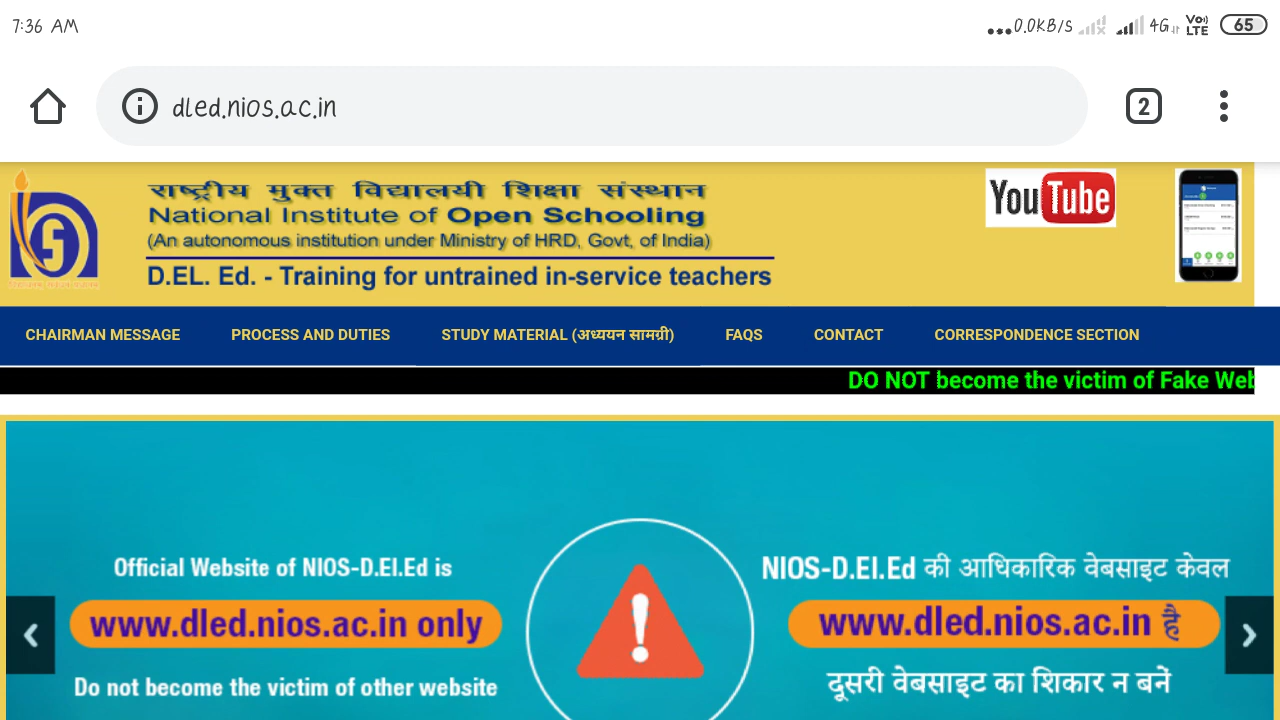 7:36 AM
0.0KB/S 4G Vo)) LTE 65
dled.nios.ac.in
2
राष्ट्रीय मुक्त विद्यालयी शिक्षा संस्थान
National Institute of Open Schooling
(An autonomous institution under Ministry of HRD, Govt, of India)
D.EL. Ed. - Training for untrained in-service teachers
YouTube
CHAIRMAN MESSAGE PROCESS AND DUTIES STUDY MATERIAL (अध्ययन सामग्री) FAQS CONTACT CORRESPONDENCE SECTION
DO NOT become the victim of Fake Web
Official Website of NIOS-D.El.Ed is
www.dled.nios.ac.in only
Do not become the victim of other website
NIOS-D.El.Ed की आधिकारिक वेबसाइट केवल
www.dled.nios.ac.in है
दूसरी वेबसाइट का शिकार न बनें